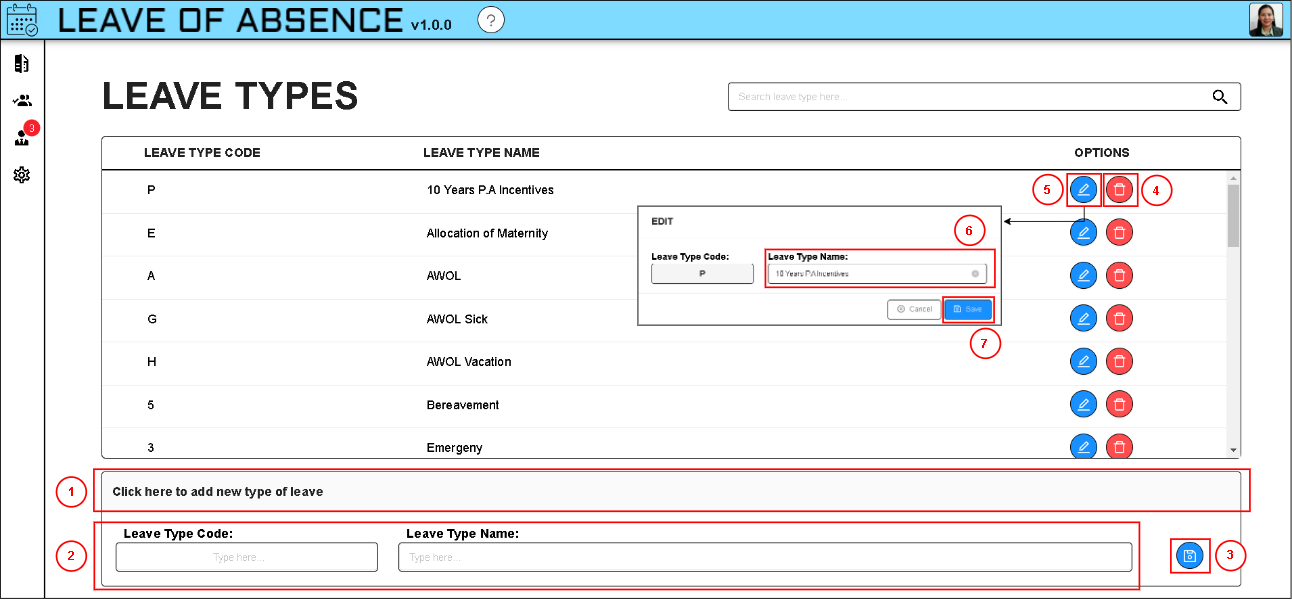 LEAVE OF ABSENCE v1.0.0 ?
LEAVE TYPES
Search leave type here...
3
LEAVE TYPE CODE LEAVE TYPE NAME OPTIONS
P 10 Years P.A Incentives 5 4
E Allocation of Maternity
A AWOL
G AWOL Sick
H AWOL Vacation
5 Bereavement
3 Emergeny
EDIT 6
Leave Type Code: Leave Type Name:
P 10 Years P.A Incentives
Cancel Save
7
1 Click here to add new type of leave
Leave Type Code: Leave Type Name:
2 Type here... Type here... 3